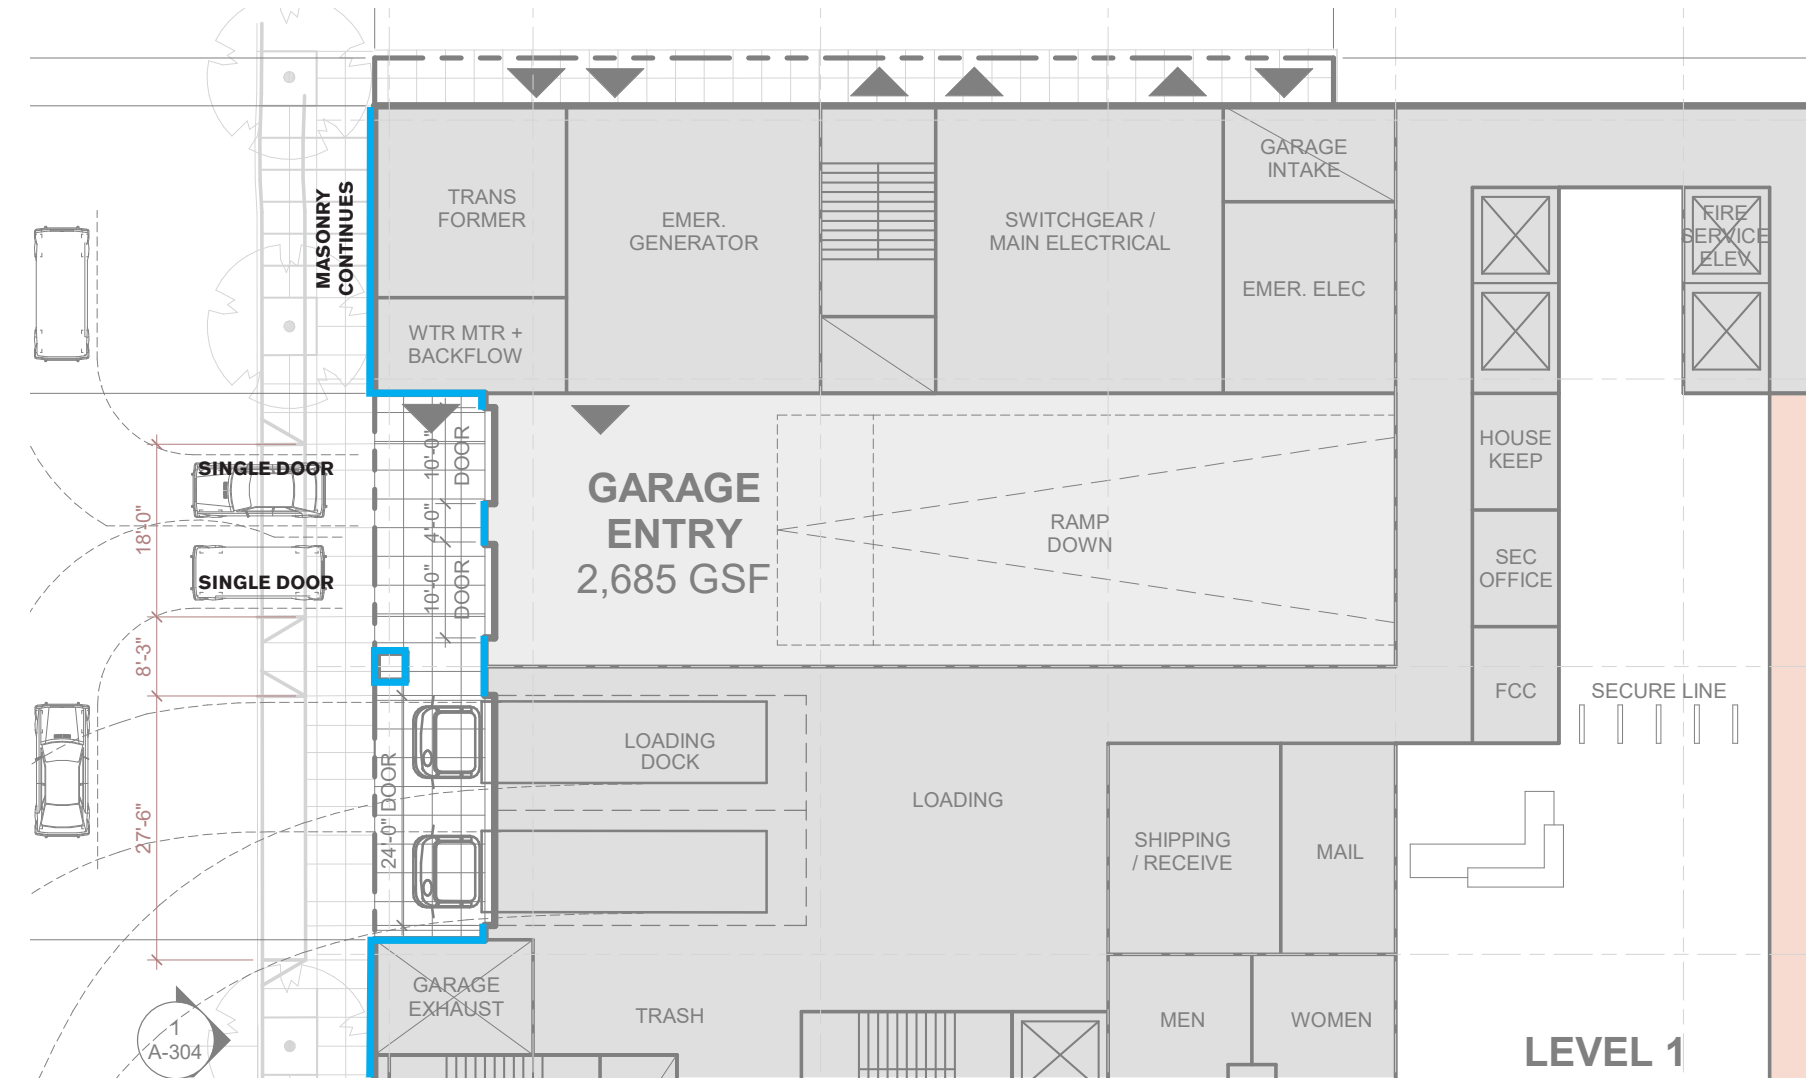 MASONRY
CONTINUES
TRANS
FORMER
WTR MTR +
BACKFLOW
EMER.
GENERATOR
SWITCHGEAR /
MAIN ELECTRICAL
GARAGE
INTAKE
EMER. ELEC
FIRE
SERVICE
ELEV
HOUSE
KEEP
SEC
OFFICE
FCC
SECURE LINE
SINGLE DOOR
SINGLE DOOR
18'-0"
8'-3"
27'-6"
10'-0"
DOOR
4'-0"
10'-0"
DOOR
24'-0" DOOR
GARAGE
ENTRY
2,685 GSF
RAMP
DOWN
LOADING
DOCK
LOADING
SHIPPING
/ RECEIVE
MAIL
GARAGE
EXHAUST
TRASH
MEN
WOMEN
1
A-304
LEVEL 1